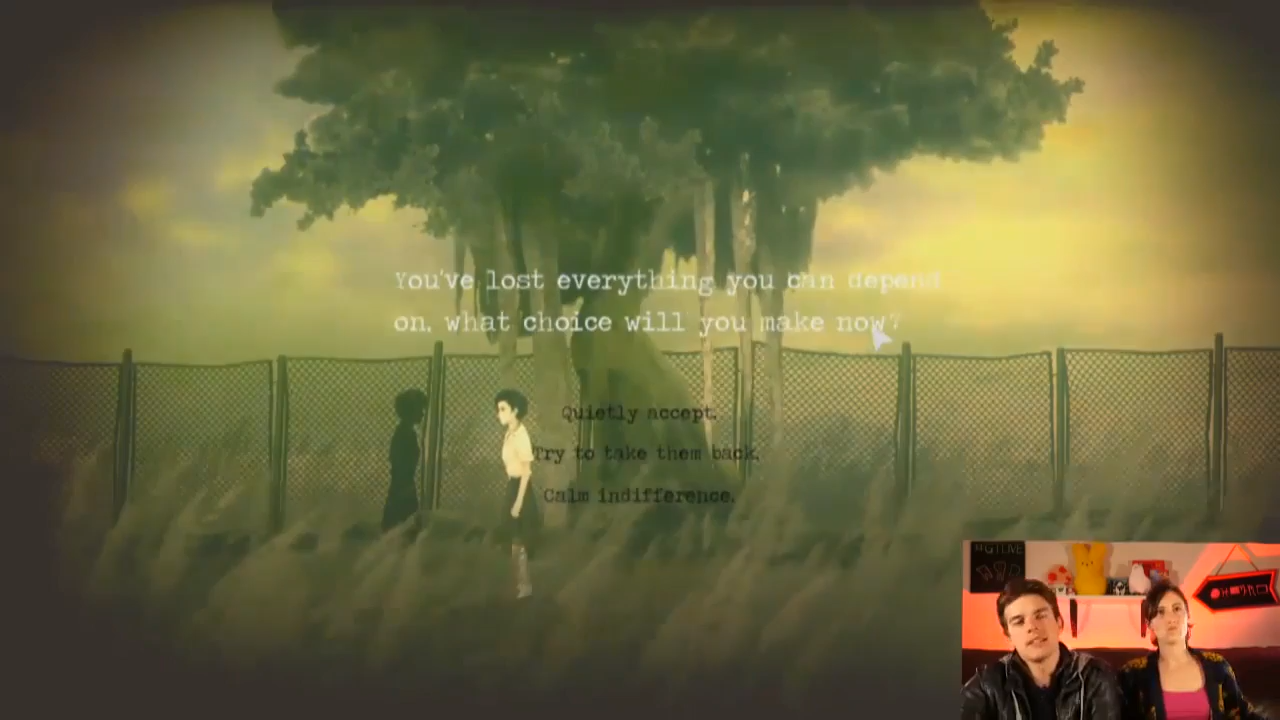 You've lost everything you can depend
on, what choice will you make now?
Quietly accept.
Try to take them back.
Calm indifference.
#GTLIVE